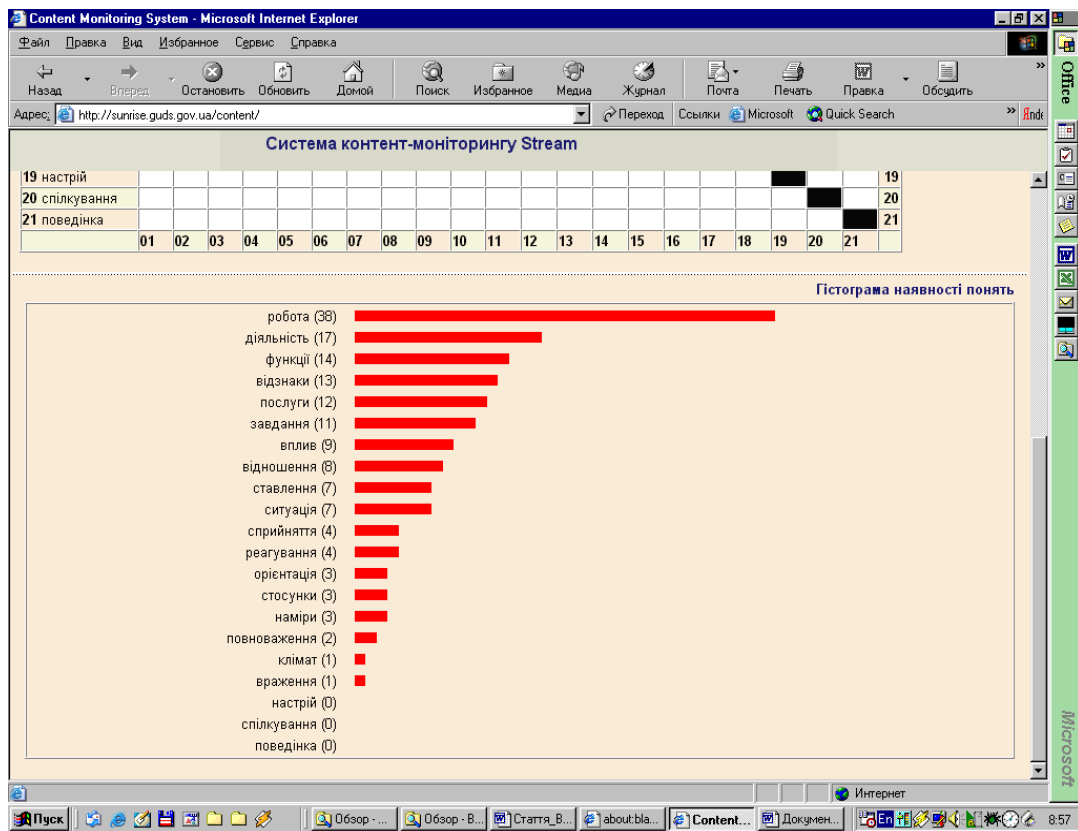 Content Monitoring System - Microsoft Internet Explorer
Файл Правка Вид Избранное Сервис Справка
Назад Вперед Остановить Обновить Домой Поиск Избранное Медиа Журнал Почта Печать Правка Обсудить
Адрес: http://sunrise.guds.gov.ua/content/ Переход Ссылки Microsoft Quick Search
Office
Система контент-моніторингу Stream
19 настрій 19
20 спілкування 20
21 поведінка 21
01 02 03 04 05 06 07 08 09 10 11 12 13 14 15 16 17 18 19 20 21
Гістограма наявності понять
робота (38)
діяльність (17)
функції (14)
відзнаки (13)
послуги (12)
завдання (11)
вплив (9)
відношення (8)
ставлення (7)
ситуація (7)
сприйняття (4)
реагування (4)
орієнтація (3)
стосунки (3)
наміри (3)
повноваження (2)
клімат (1)
враження (1)
настрій (0)
спілкування (0)
поведінка (0)
Microsoft
Интернет
Пуск Обзор - ... Обзор - В... Стаття_В... about:bla... Content... Докумен... En 8:57